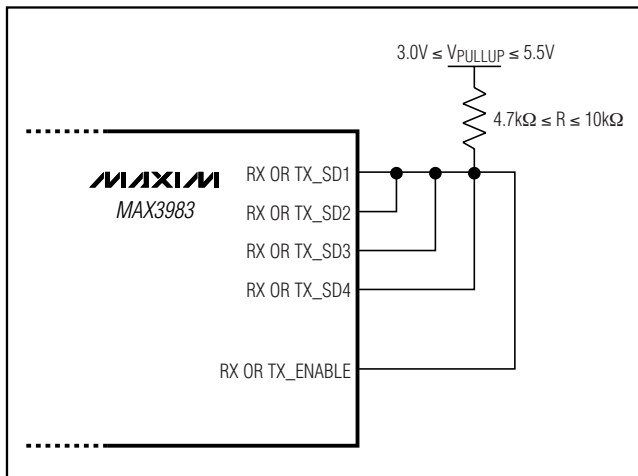 3.0V ≤ VPULLUP ≤ 5.5V
4.7kΩ ≤ R ≤ 10kΩ
MAXIM
MAX3983
RX OR TX_SD1
RX OR TX_SD2
RX OR TX_SD3
RX OR TX_SD4
RX OR TX_ENABLE